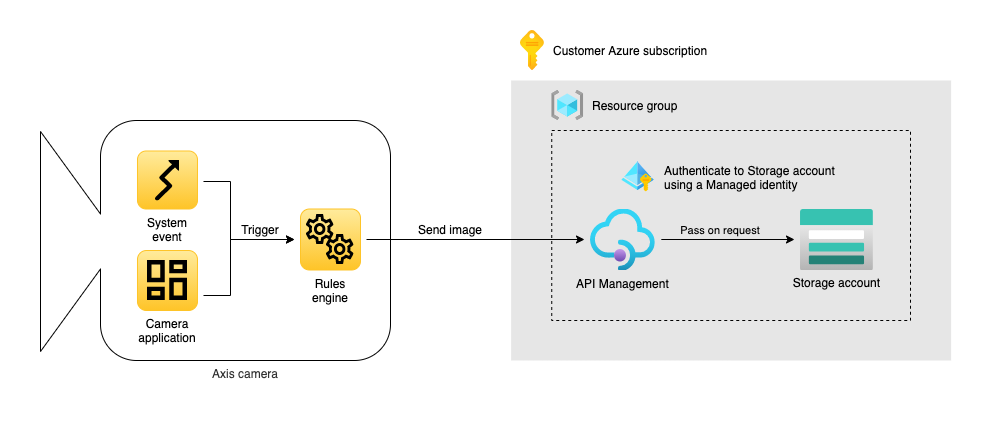 Customer Azure subscription
Resource group
Authenticate to Storage account
using a Managed identity
System
event
Trigger
Send image
Pass on request
Rules
engine
API Management
Storage account
Camera
application
Axis camera